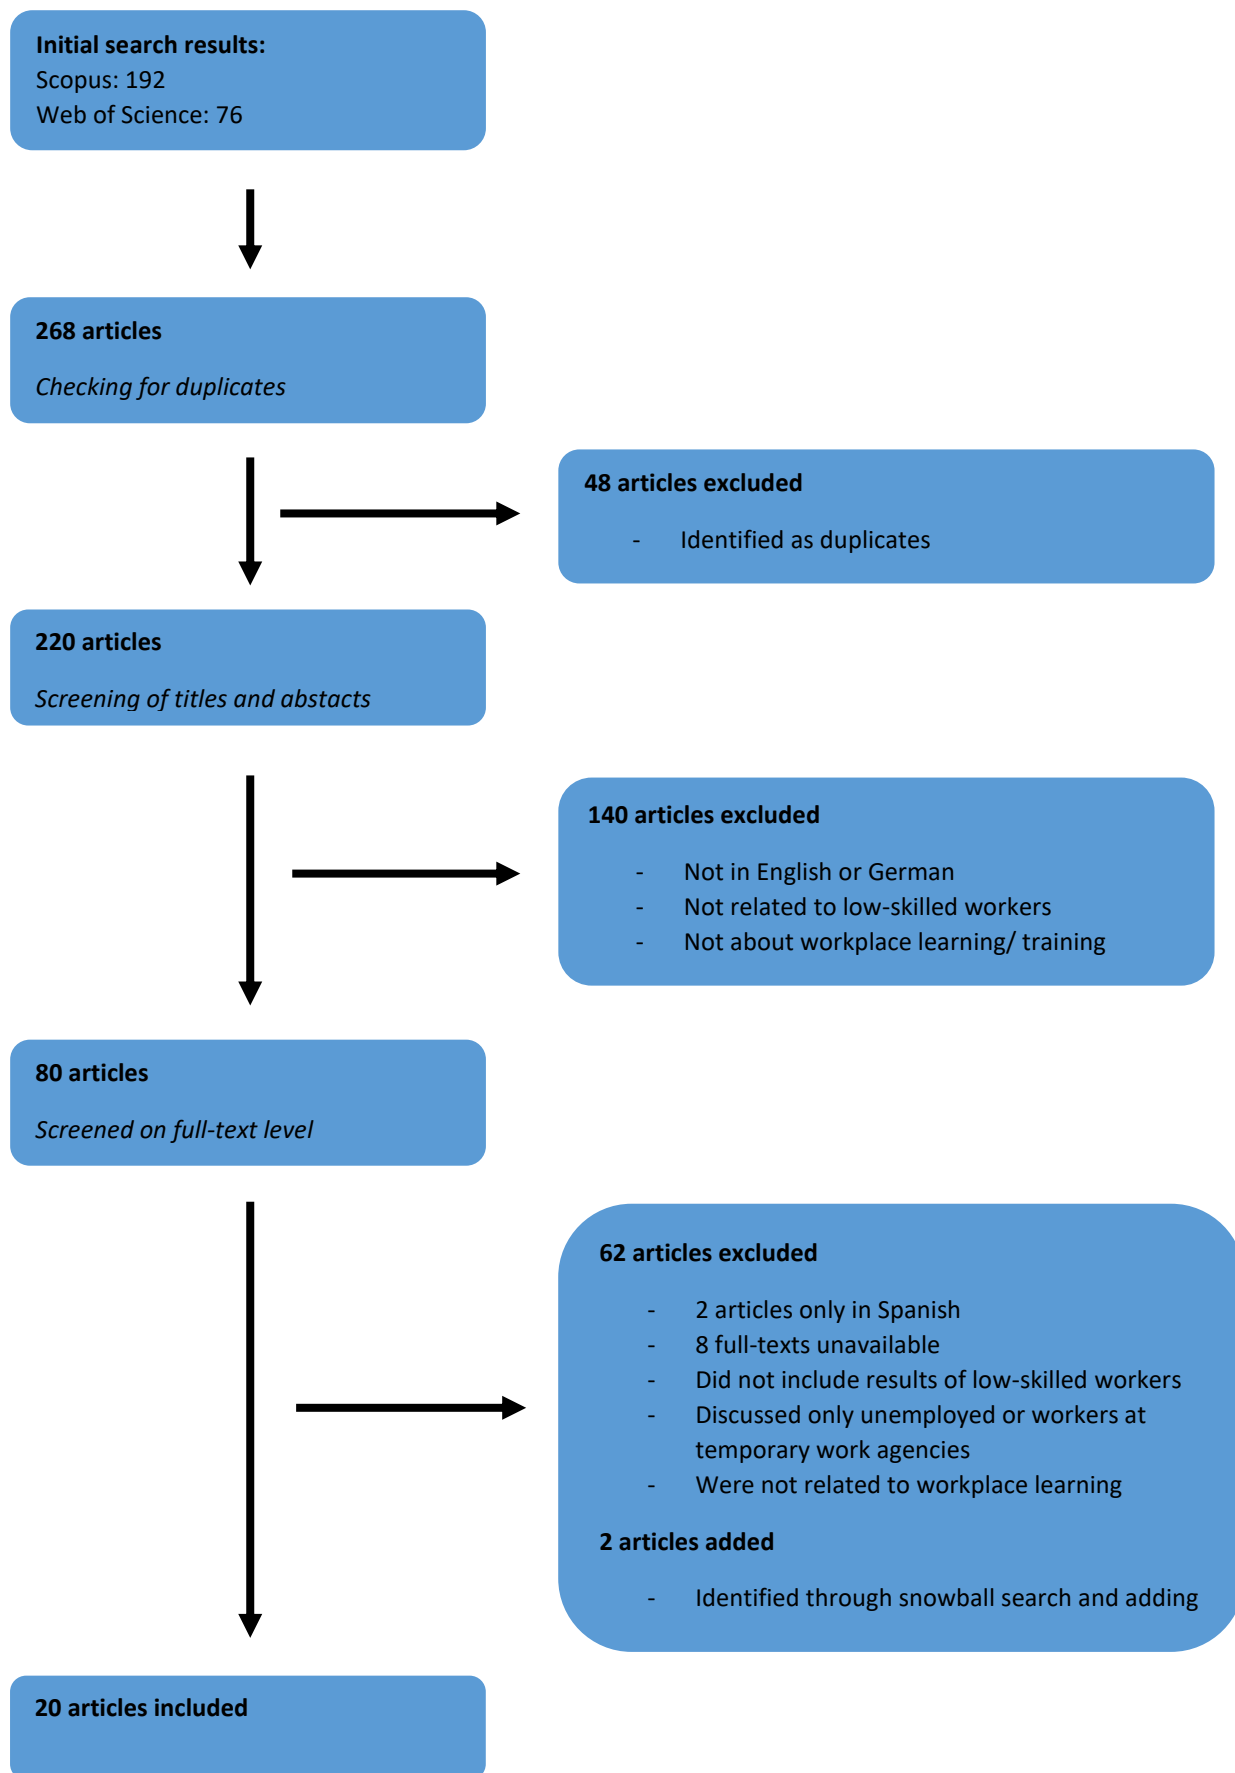 Initial search results:
Scopus: 192
Web of Science: 76
268 articles
Checking for duplicates
48 articles excluded
- Identified as duplicates
220 articles
Screening of titles and abstacts
140 articles excluded
- Not in English or German
- Not related to low-skilled workers
- Not about workplace learning/ training
80 articles
Screened on full-text level
62 articles excluded
- 2 articles only in Spanish
- 8 full-texts unavailable
- Did not include results of low-skilled workers
- Discussed only unemployed or workers at
temporary work agencies
- Were not related to workplace learning
2 articles added
- Identified through snowball search and adding
20 articles included